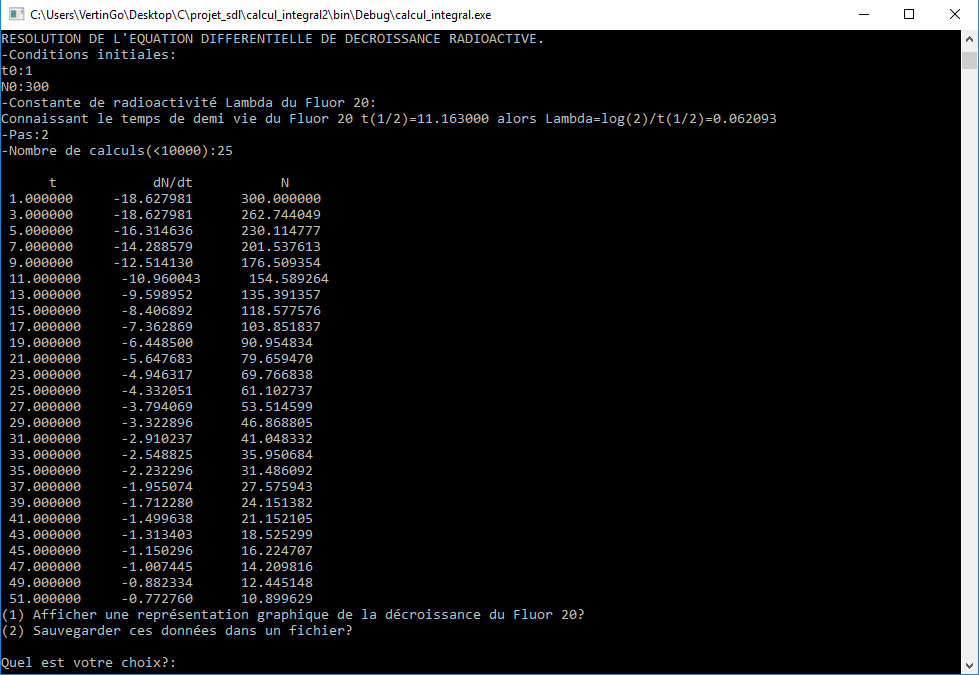 C:\Users\VertinGo\Desktop\C\projet_sdl\calcul_integral2\bin\Debug\calcul_integral.exe
RESOLUTION DE L'EQUATION DIFFERENTIELLE DE DECROISSANCE RADIOACTIVE.
-Conditions initiales:
t0:1
N0:300
-Constante de radioactivité Lambda du Fluor 20:
Connaissant le temps de demi vie du Fluor 20 t(1/2)=11.163000 alors Lambda=log(2)/t(1/2)=0.062093
-Pas:2
-Nombre de calculs(<10000):25
t dN/dt N
1.000000 -18.627981 300.000000
3.000000 -18.627981 262.744049
5.000000 -16.314636 230.114777
7.000000 -14.288579 201.537613
9.000000 -12.514130 176.509354
11.000000 -10.960043 154.589264
13.000000 -9.598952 135.391357
15.000000 -8.406892 118.577576
17.000000 -7.362869 103.851837
19.000000 -6.448500 90.954834
21.000000 -5.647683 79.659470
23.000000 -4.946317 69.766838
25.000000 -4.332051 61.102737
27.000000 -3.794069 53.514599
29.000000 -3.322896 46.868805
31.000000 -2.910237 41.048332
33.000000 -2.548825 35.950684
35.000000 -2.232296 31.486092
37.000000 -1.955074 27.575943
39.000000 -1.712280 24.151382
41.000000 -1.499638 21.152105
43.000000 -1.313403 18.525299
45.000000 -1.150296 16.224707
47.000000 -1.007445 14.209816
49.000000 -0.882334 12.445148
51.000000 -0.772760 10.899629
(1) Afficher une représentation graphique de la décroissance du Fluor 20?
(2) Sauvegarder ces données dans un fichier?
Quel est votre choix?: